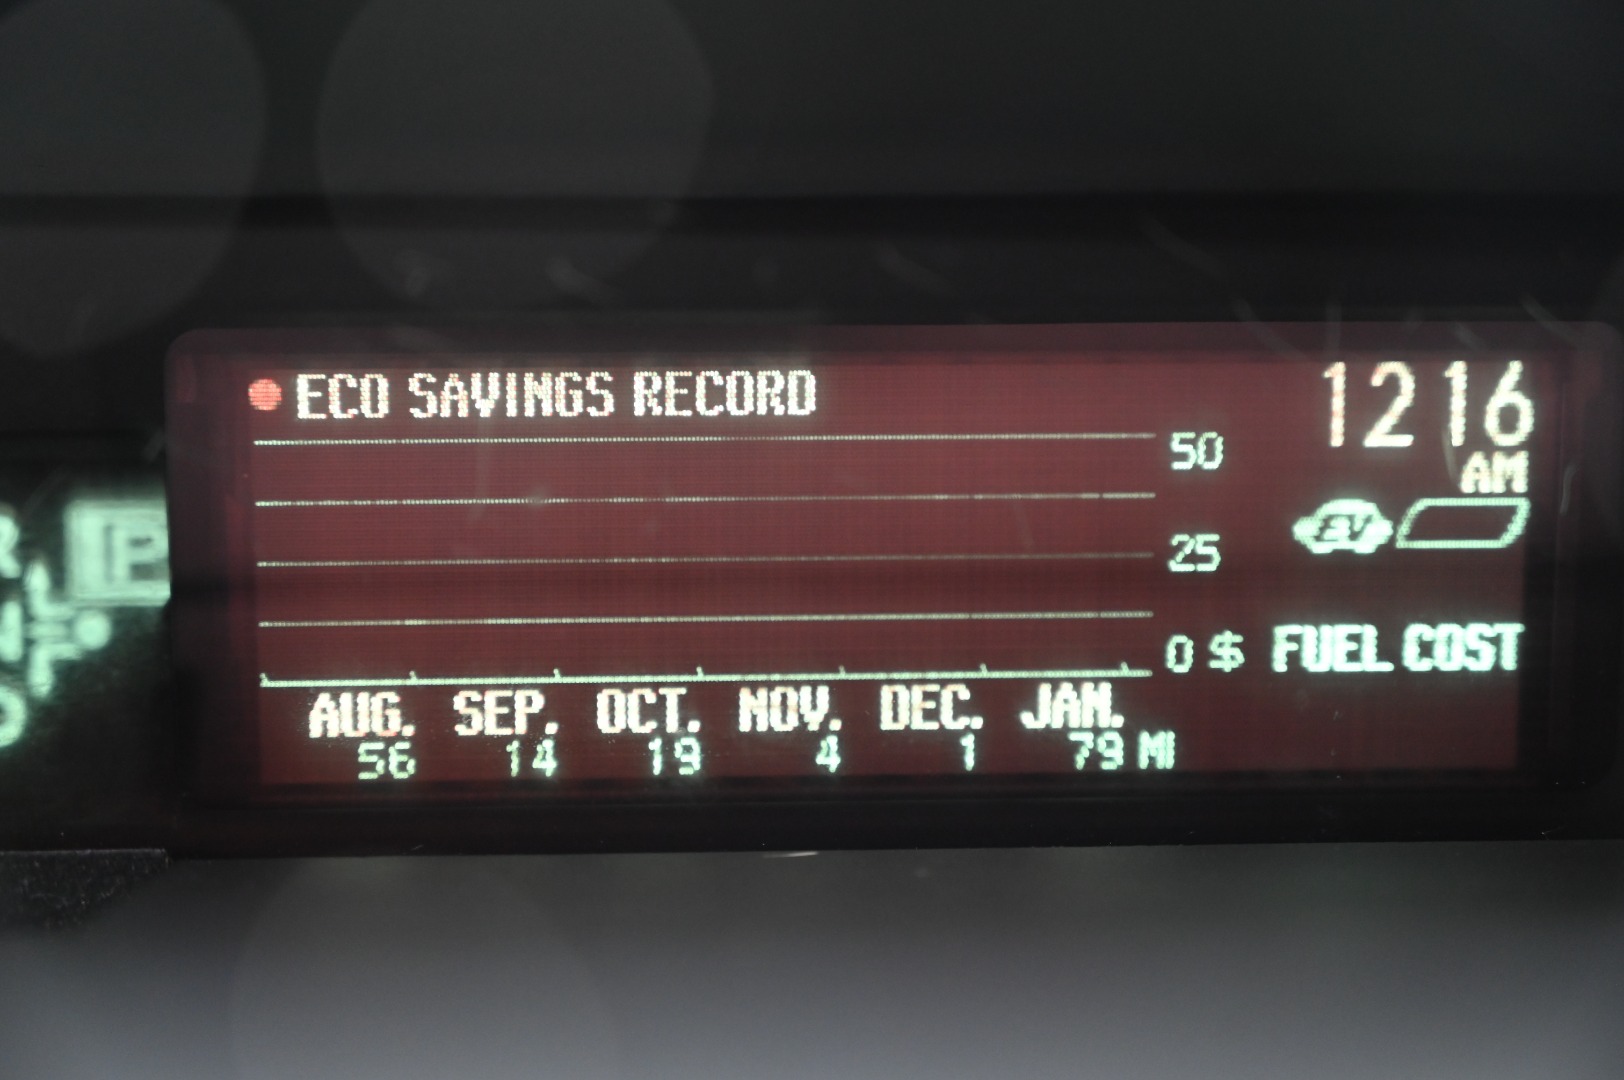 ECO SAVINGS RECORD
12 16
AM
50
EV
25
0 $ FUEL COST
AUG. SEP. OCT. NOV. DEC. JAN.
56 14 19 4 1 79 MI
P